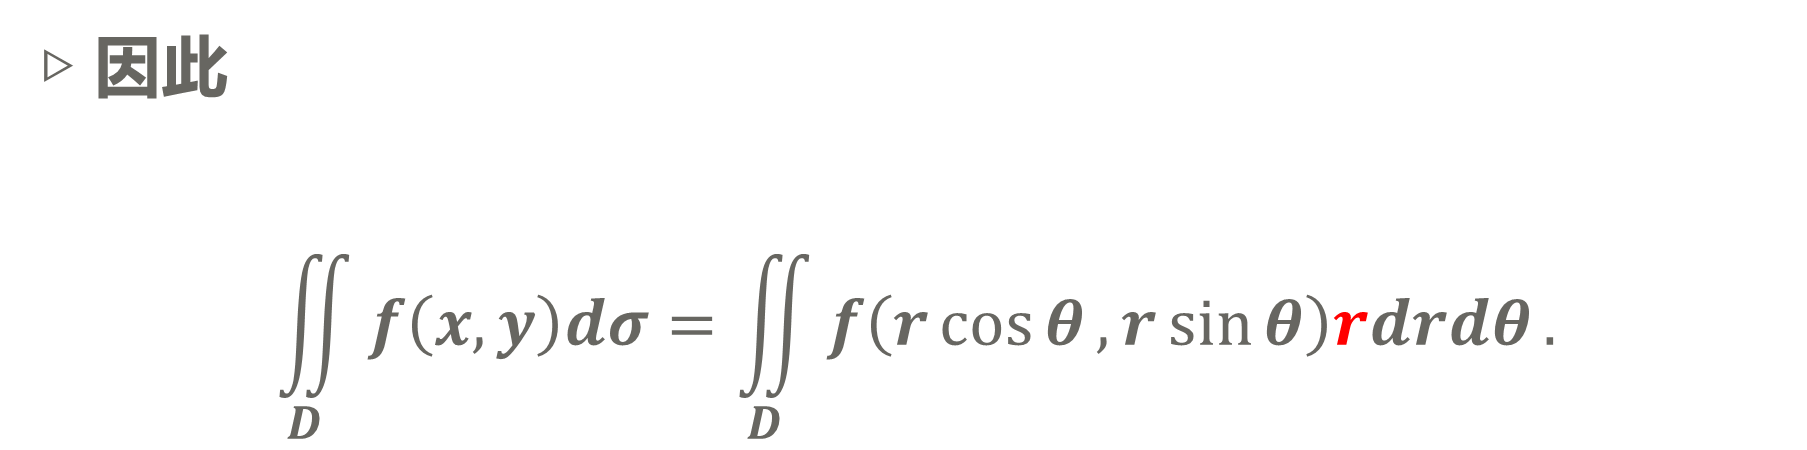 ▷ 因此
∬_D f(x, y)dσ = ∬_D f(r cos θ , r sin θ)rdrdθ .